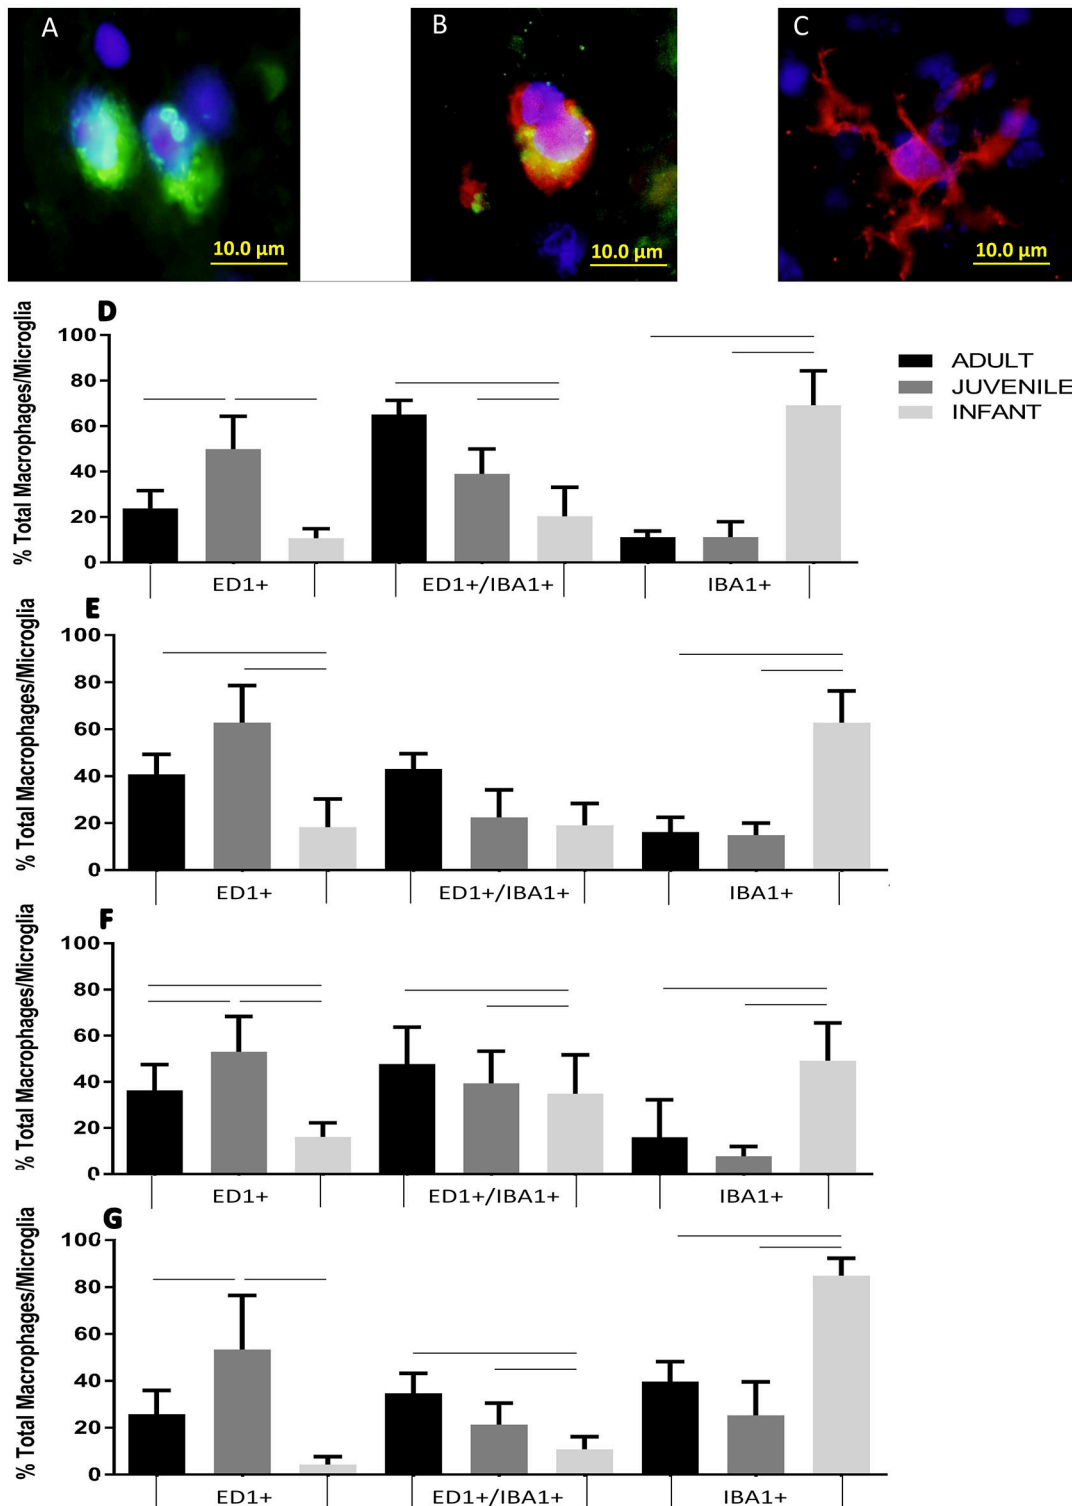 A
B
C
10.0 µm
10.0 µm
10.0 µm
D
% Total Macrophages/Microglia
100
80
60
40
20
0
ED1+
ED1+/IBA1+
IBA1+
ADULT
JUVENILE
INFANT
E
% Total Macrophages/Microglia
100
80
60
40
20
0
ED1+
ED1+/IBA1+
IBA1+
F
% Total Macrophages/Microglia
100
80
60
40
20
0
ED1+
ED1+/IBA1+
IBA1+
G
% Total Macrophages/Microglia
100
80
60
40
20
0
ED1+
ED1+/IBA1+
IBA1+